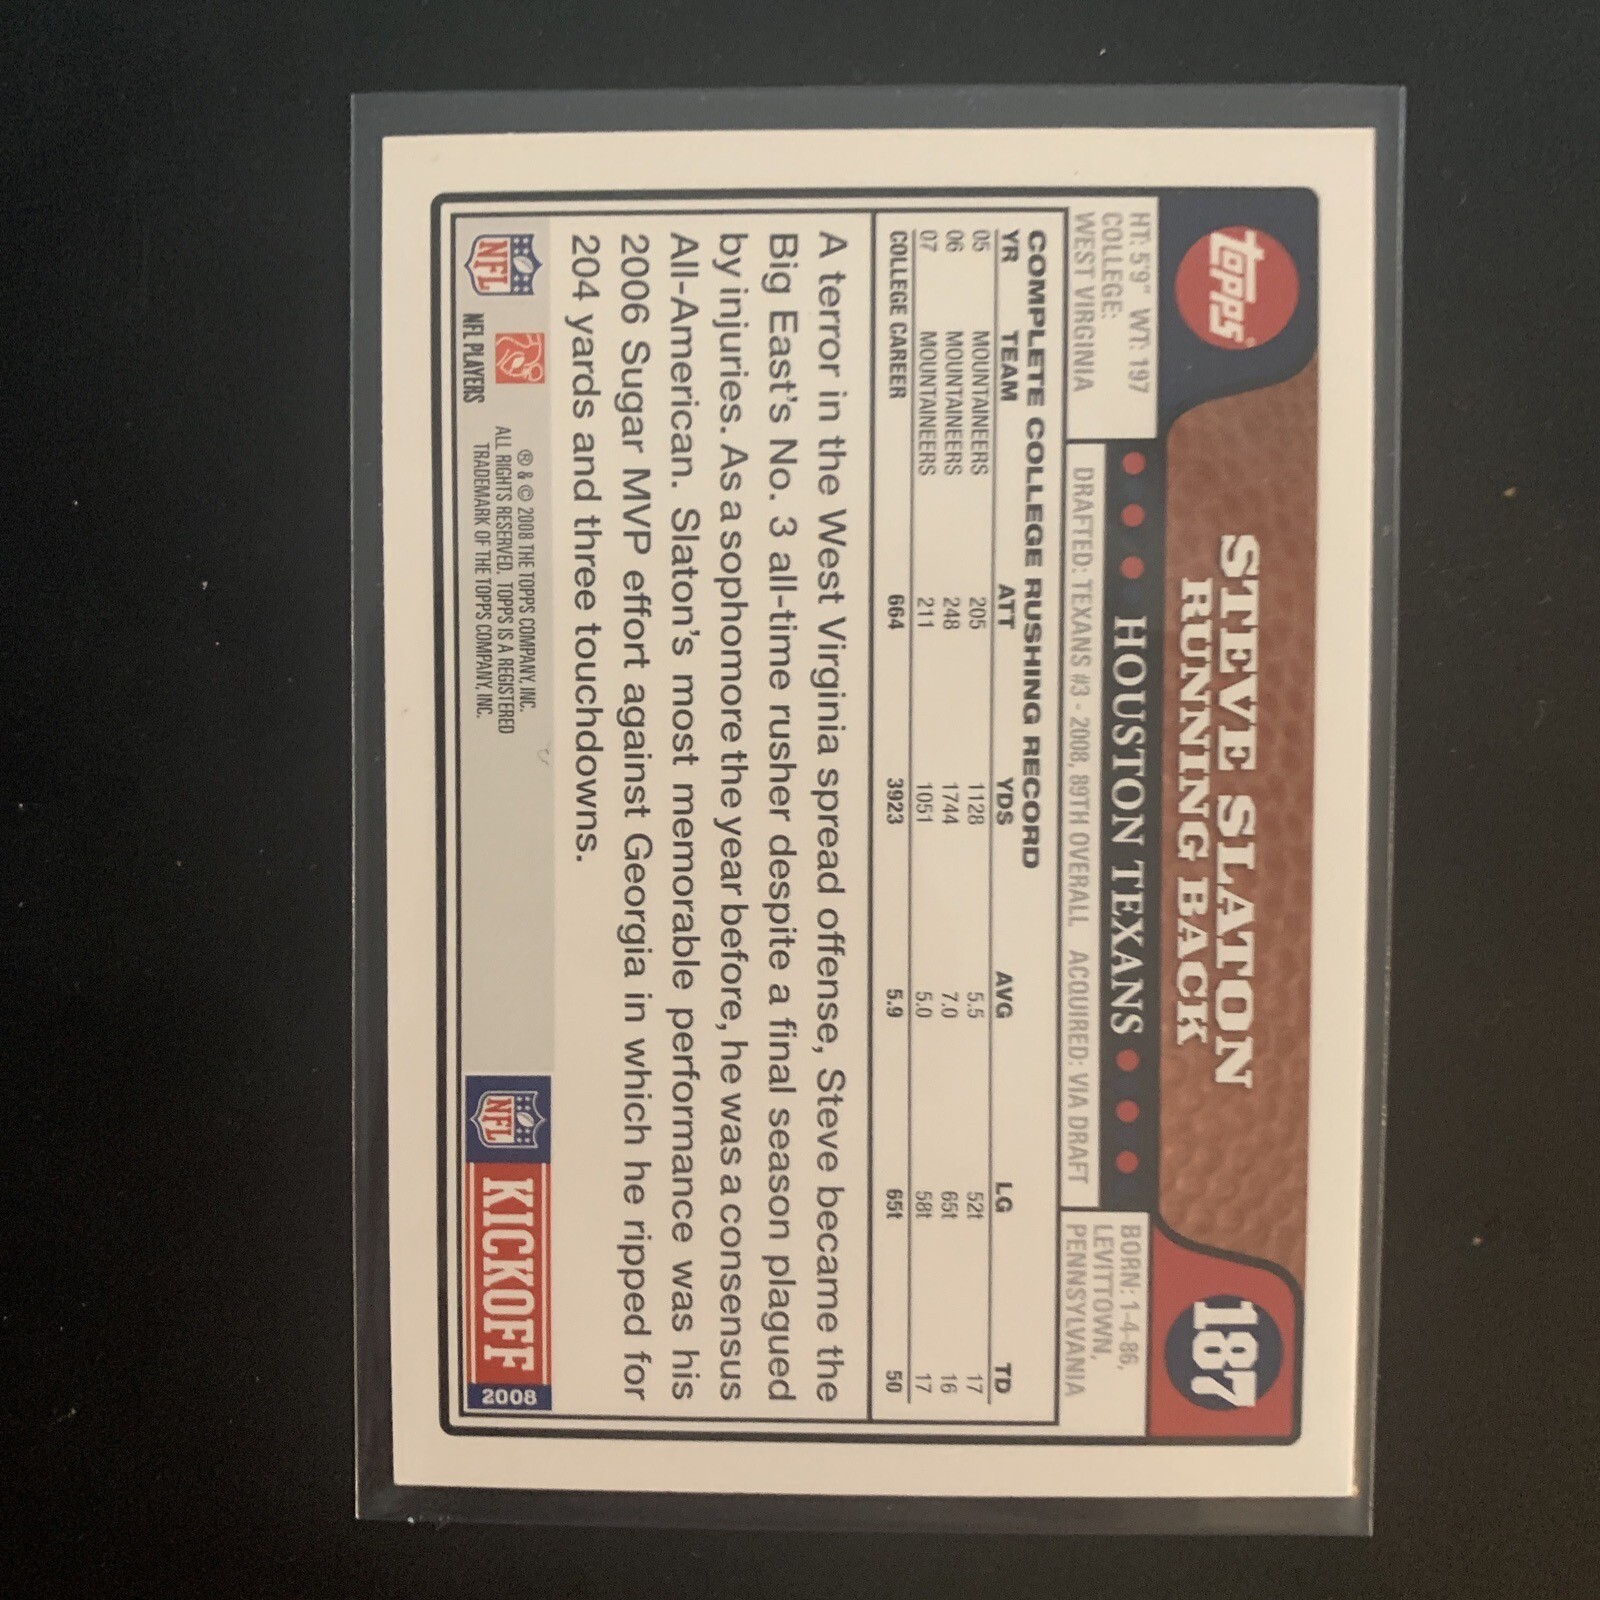 topps
STEVE SLATON
RUNNING BACK
187
HT: 5'9" WT: 197
COLLEGE:
WEST VIRGINIA
HOUSTON TEXANS
DRAFTED: TEXANS #3 - 2008, 89TH OVERALL ACQUIRED: VIA DRAFT
BORN: 1-4-86,
LEVITTOWN,
PENNSYLVANIA
COMPLETE COLLEGE RUSHING RECORD
YR TEAM ATT YDS AVG LG TD
05 MOUNTAINEERS 205 1128 5.5 52t 17
06 MOUNTAINEERS 248 1744 7.0 65t 16
07 MOUNTAINEERS 211 1051 5.0 58t 17
COLLEGE CAREER 664 3923 5.9 65t 50
A terror in the West Virginia spread offense, Steve became the
Big East's No. 3 all-time rusher despite a final season plagued
by injuries. As a sophomore the year before, he was a consensus
All-American. Slaton's most memorable performance was his
2006 Sugar MVP effort against Georgia in which he ripped for
204 yards and three touchdowns.
NFL
NFL PLAYERS
® & © 2008 THE TOPPS COMPANY, INC.
ALL RIGHTS RESERVED. TOPPS IS A REGISTERED
TRADEMARK OF THE TOPPS COMPANY, INC.
NFL
KICKOFF
2008